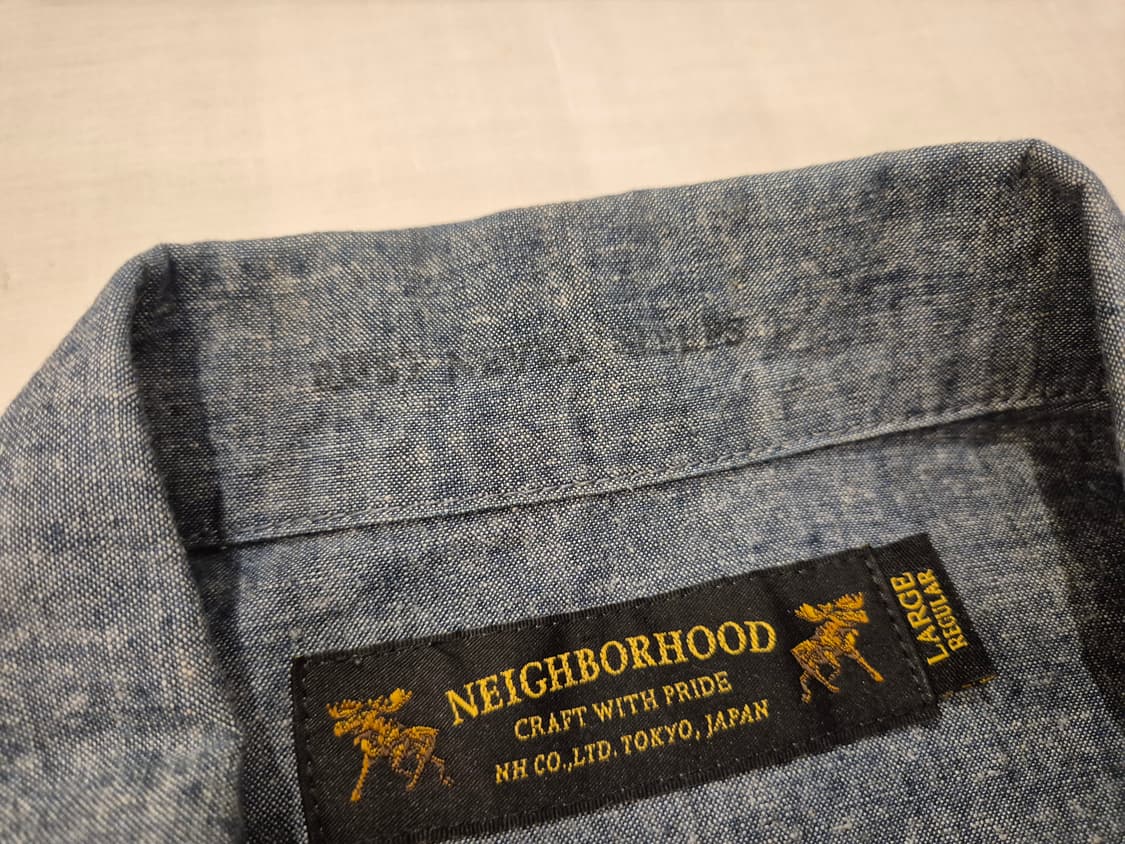 NEIGHBORHOOD
CRAFT WITH PRIDE
NH CO.,LTD. TOKYO, JAPAN
LARGE
REGULAR